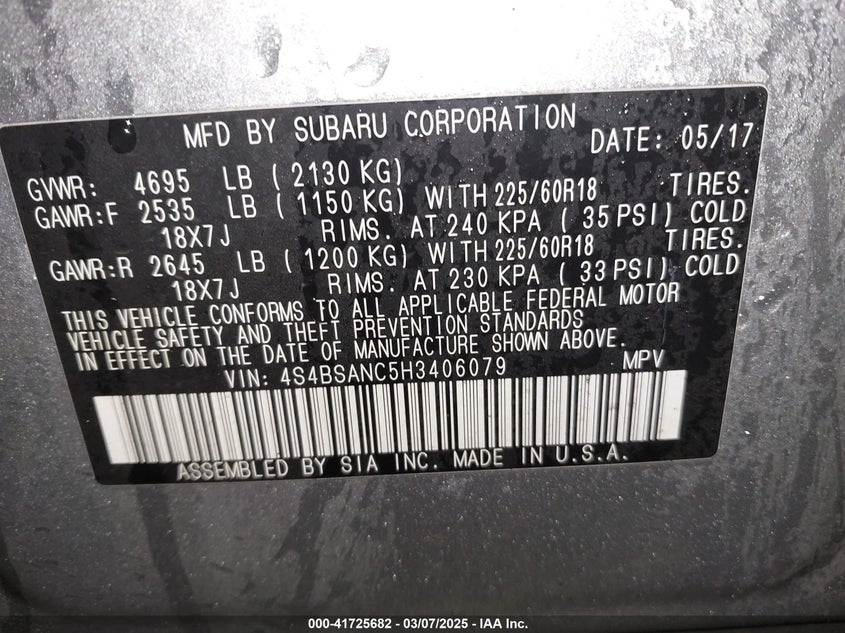 MFD BY SUBARU CORPORATION DATE: 05/17
GVWR: 4695 LB ( 2130 KG)
GAWR:F 2535 LB ( 1150 KG) WITH 225/60R18 TIRES.
18X7J RIMS. AT 240 KPA ( 35 PSI) COLD
GAWR:R 2645 LB ( 1200 KG) WITH 225/60R18 TIRES.
18X7J RIMS. AT 230 KPA ( 33 PSI) COLD
THIS VEHICLE CONFORMS TO ALL APPLICABLE FEDERAL MOTOR
VEHICLE SAFETY AND THEFT PREVENTION STANDARDS
IN EFFECT ON THE DATE OF MANUFACTURE SHOWN ABOVE.
VIN: 4S4BSANC5H3406079 MPV
ASSEMBLED BY SIA INC. MADE IN U.S.A.
000-41725682 - 03/07/2025 - IAA Inc.